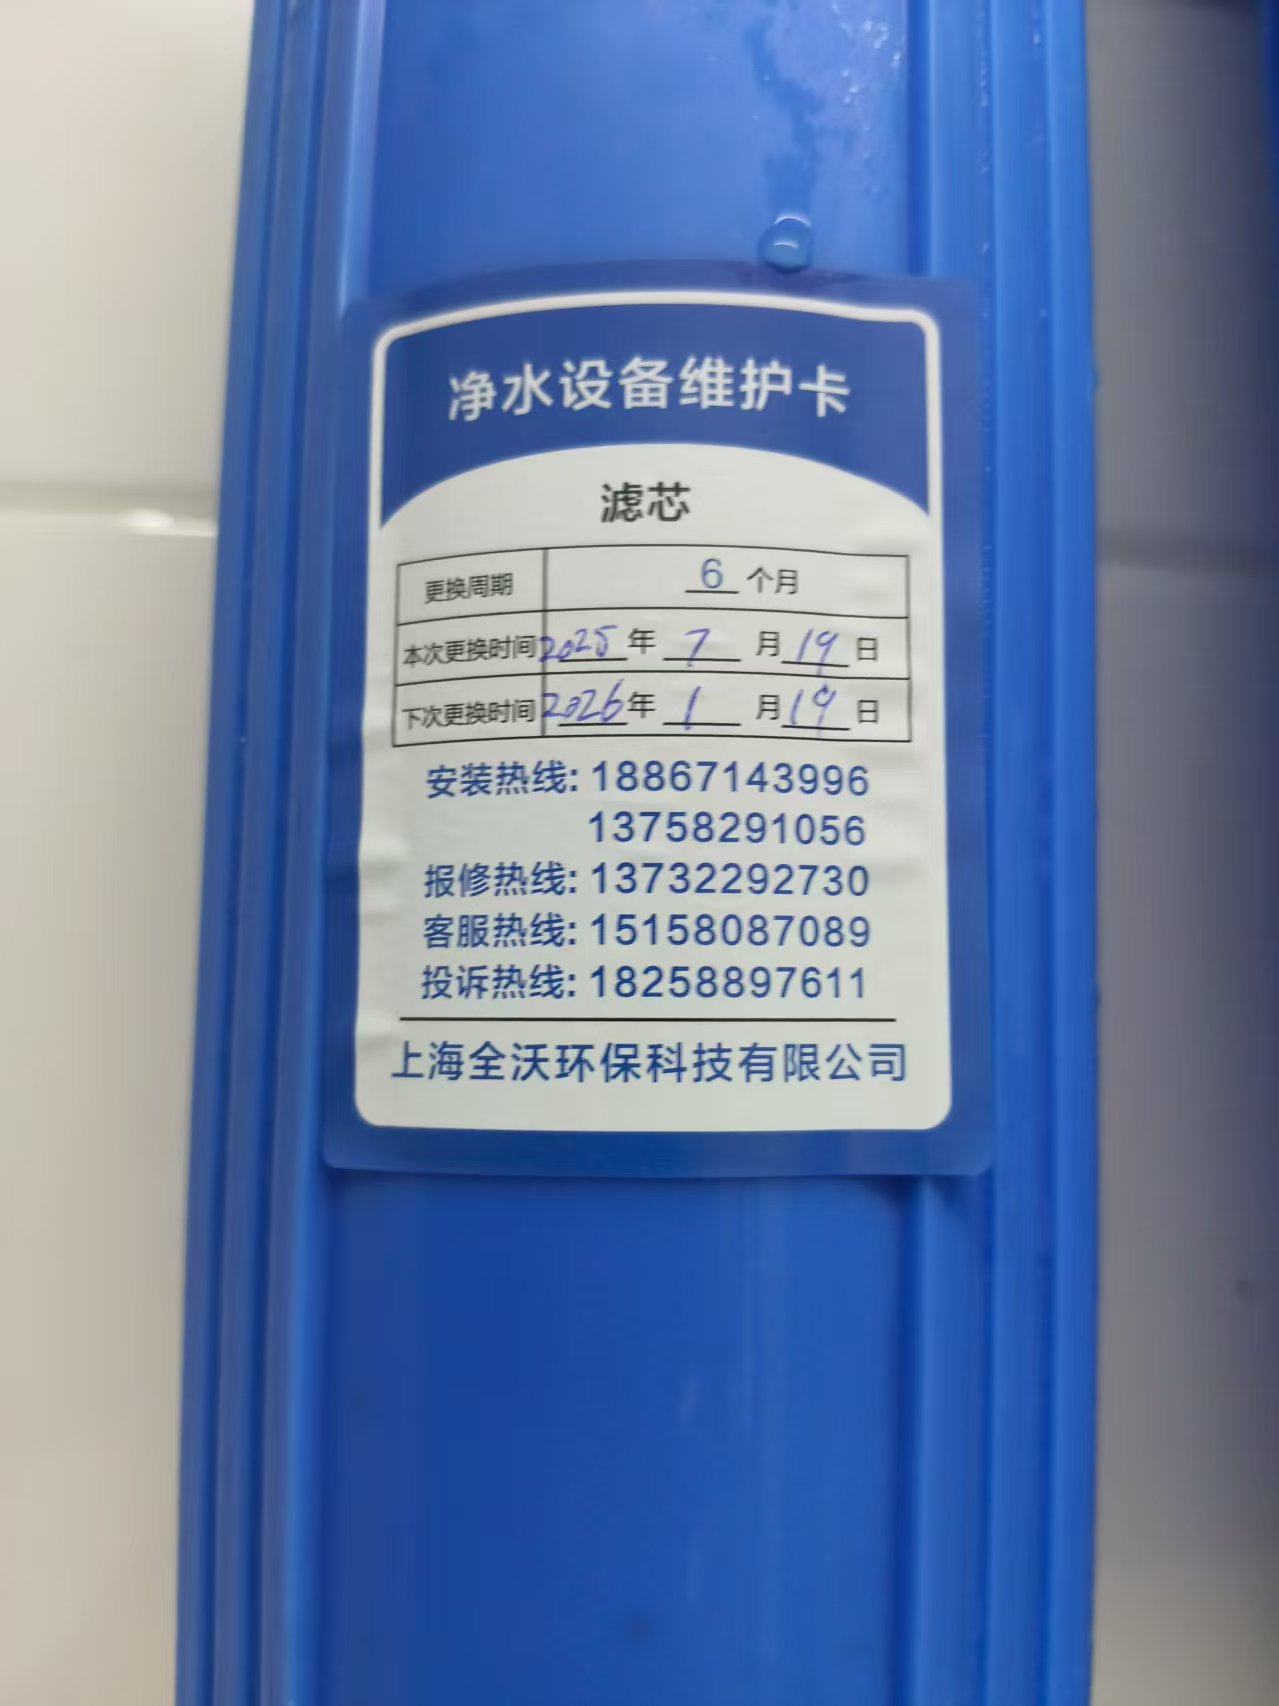 净水设备维护卡
滤芯
更换周期 6 个月
本次更换时间 2025 年 7 月 19 日
下次更换时间 2026 年 1 月 19 日
安装热线: 18867143996
13758291056
报修热线: 13732292730
客服热线: 15158087089
投诉热线: 18258897611
上海全沃环保科技有限公司